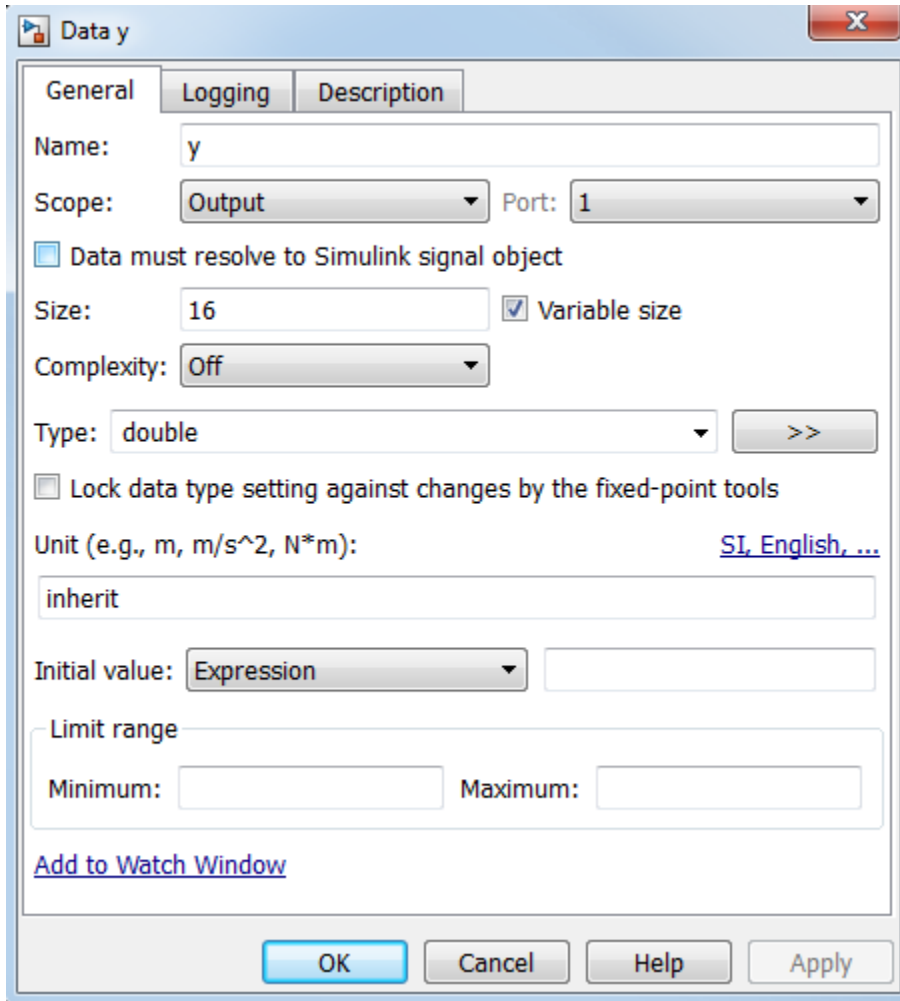 Data y
General Logging Description
Name: y
Scope: Output Port: 1
Data must resolve to Simulink signal object
Size: 16 Variable size
Complexity: Off
Type: double >>
Lock data type setting against changes by the fixed-point tools
Unit (e.g., m, m/s^2, N*m): SI, English, ...
inherit
Initial value: Expression
Limit range
Minimum: Maximum:
Add to Watch Window
OK Cancel Help Apply